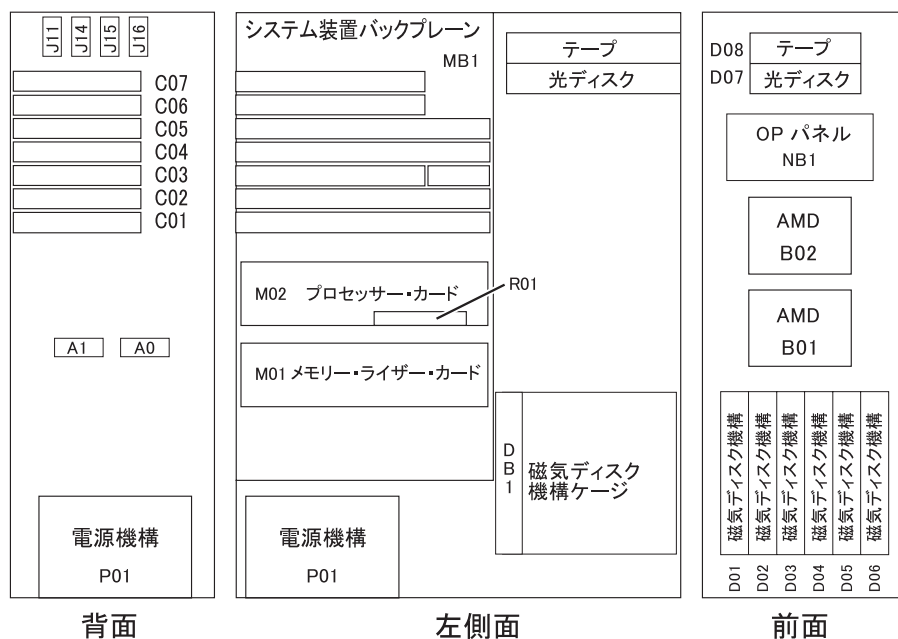 J11
J14
J15
J16
C07
C06
C05
C04
C03
C02
C01
A1
A0
電源機構
P01
背面
システム装置バックプレーン
MB1
テープ
光ディスク
M02 プロセッサー・カード
R01
M01 メモリー・ライザー・カード
DB1
磁気ディスク
機構ケージ
電源機構
P01
左側面
D08 テープ
D07 光ディスク
OP パネル
NB1
AMD
B02
AMD
B01
磁気ディスク機構
磁気ディスク機構
磁気ディスク機構
磁気ディスク機構
磁気ディスク機構
磁気ディスク機構
D01
D02
D03
D04
D05
D06
前面